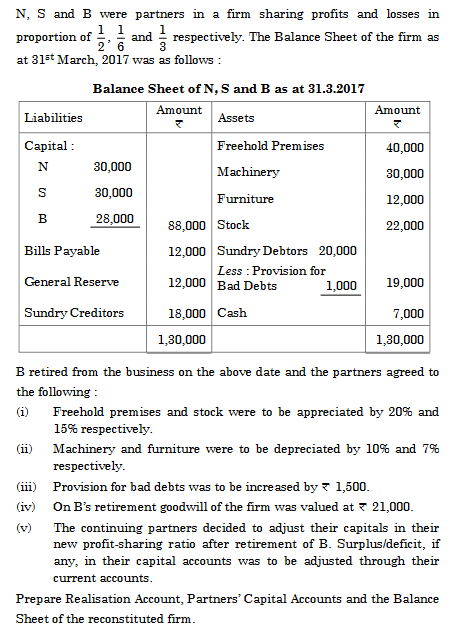 N, S and B were partners in a firm sharing profits and losses in
proportion of 1/2, 1/6 and 1/3 respectively. The Balance Sheet of the firm as
at 31st March, 2017 was as follows :
Balance Sheet of N, S and B as at 31.3.2017
Liabilities Amount ₹ Assets Amount ₹
Capital : Freehold Premises 40,000
N 30,000 Machinery 30,000
S 30,000 Furniture 12,000
B 28,000 88,000 Stock 22,000
Bills Payable 12,000 Sundry Debtors 20,000
General Reserve 12,000 Less : Provision for Bad Debts 1,000 19,000
Sundry Creditors 18,000 Cash 7,000
1,30,000 1,30,000
B retired from the business on the above date and the partners agreed to
the following :
(i) Freehold premises and stock were to be appreciated by 20% and
15% respectively.
(ii) Machinery and furniture were to be depreciated by 10% and 7%
respectively.
(iii) Provision for bad debts was to be increased by ₹ 1,500.
(iv) On B's retirement goodwill of the firm was valued at ₹ 21,000.
(v) The continuing partners decided to adjust their capitals in their
new profit-sharing ratio after retirement of B. Surplus/deficit, if
any, in their capital accounts was to be adjusted through their
current accounts.
Prepare Realisation Account, Partners' Capital Accounts and the Balance
Sheet of the reconstituted firm.